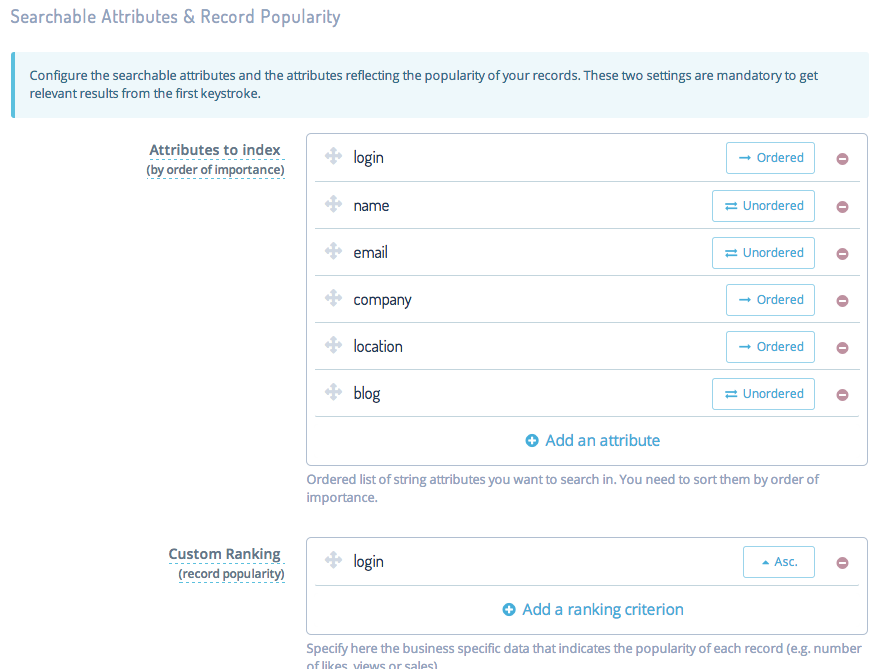 Searchable Attributes & Record Popularity
Configure the searchable attributes and the attributes reflecting the popularity of your records. These two settings are mandatory to get
relevant results from the first keystroke.
Attributes to index
(by order of importance)
login
Ordered
name
Unordered
email
Unordered
company
Ordered
location
Ordered
blog
Unordered
Add an attribute
Ordered list of string attributes you want to search in. You need to sort them by order of
importance.
Custom Ranking
(record popularity)
login
Asc.
Add a ranking criterion
Specify here the business specific data that indicates the popularity of each record (e.g. number
of likes, views or sales)